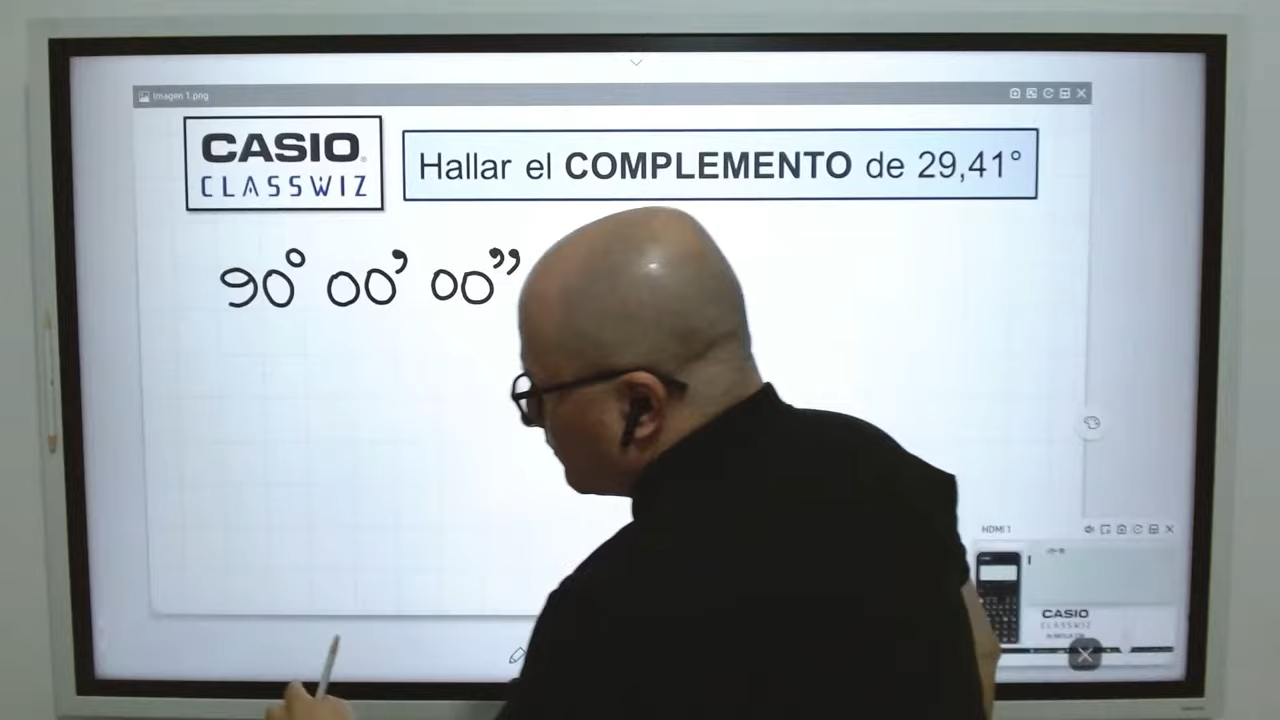 Imagen 1.png
CASIO
CLASSWIZ
Hallar el COMPLEMENTO de 29,41°
90° 00’ 00’’
HDMI 1
CASIO
CLASSWIZ